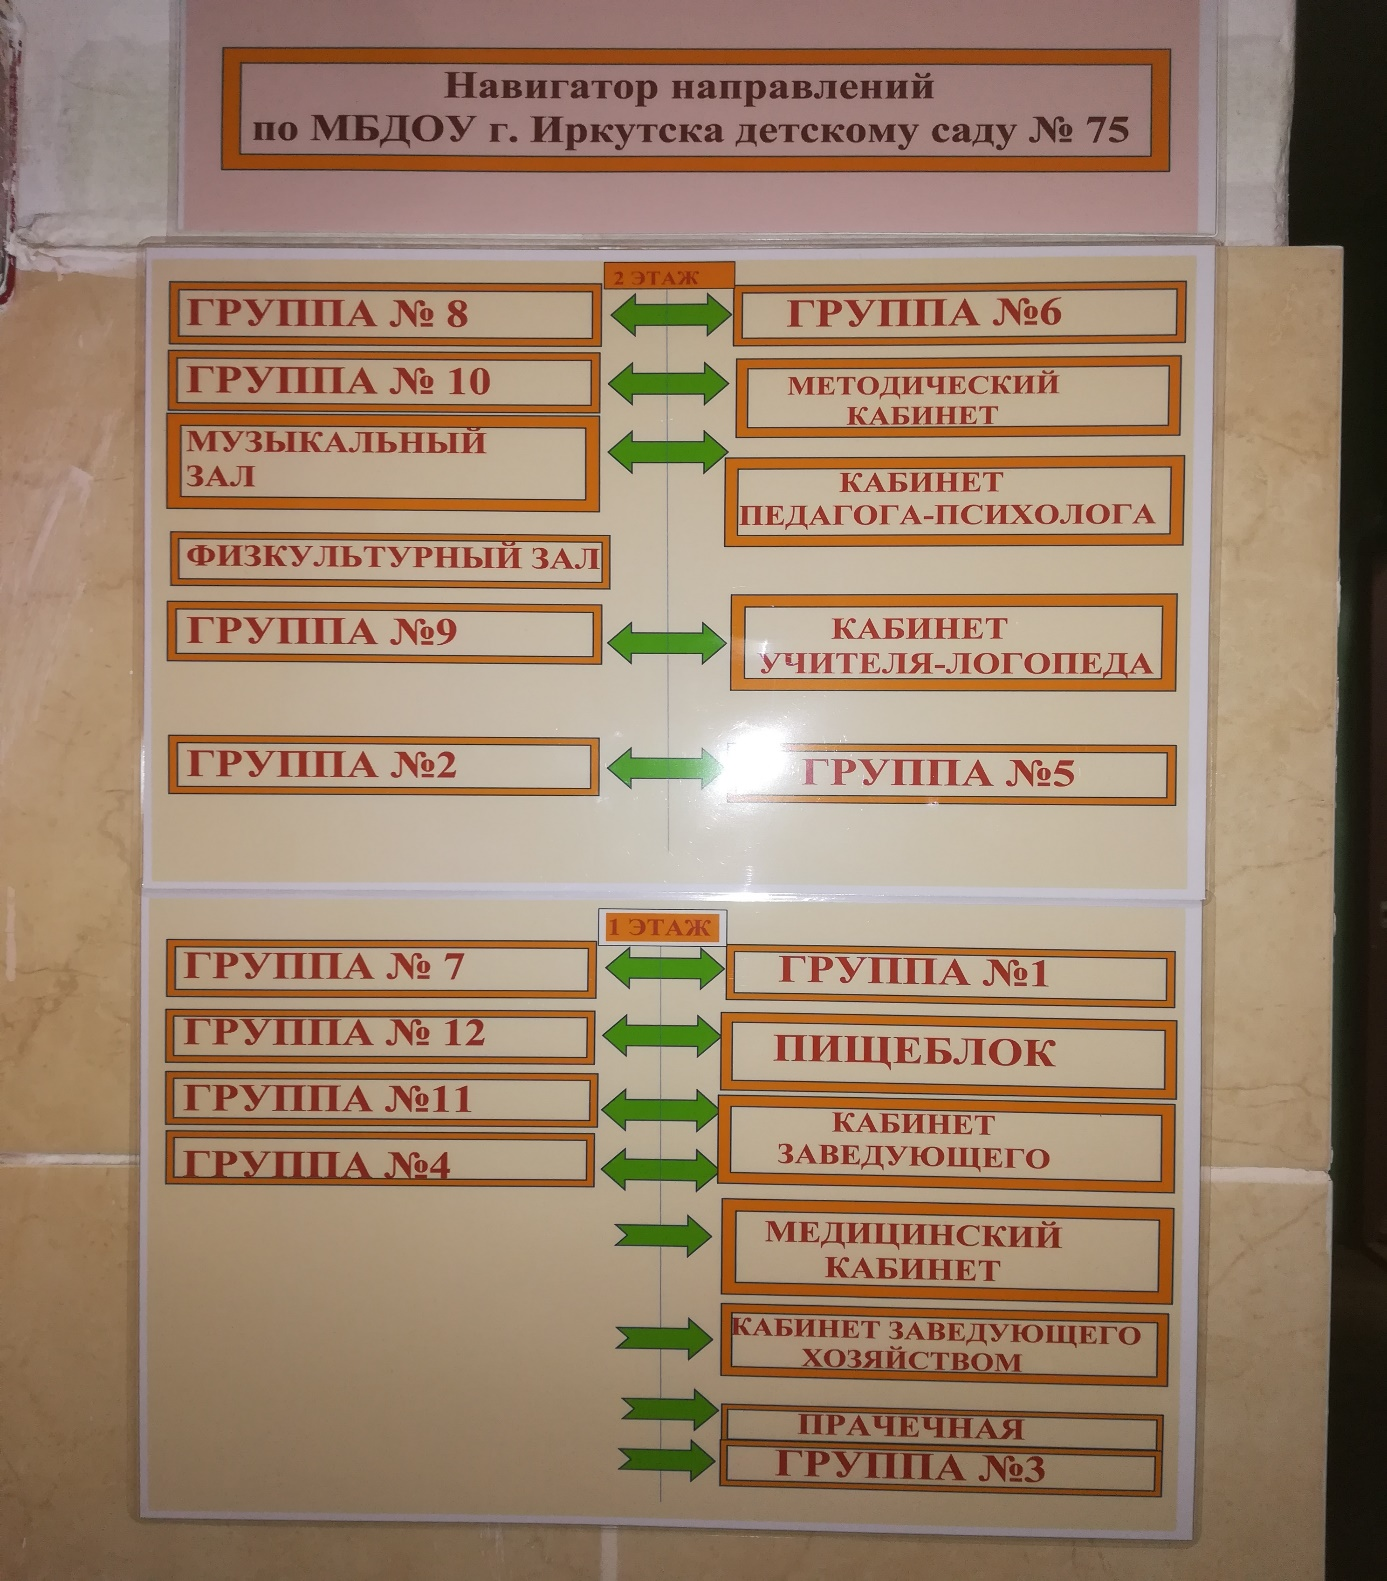 Навигатор направлений
по МБДОУ г. Иркутска детскому саду № 75
2 ЭТАЖ
ГРУППА № 8
ГРУППА №6
ГРУППА № 10
МЕТОДИЧЕСКИЙ
КАБИНЕТ
МУЗЫКАЛЬНЫЙ
ЗАЛ
КАБИНЕТ
ПЕДАГОГА-ПСИХОЛОГА
ФИЗКУЛЬТУРНЫЙ ЗАЛ
ГРУППА №9
КАБИНЕТ
УЧИТЕЛЯ-ЛОГОПЕДА
ГРУППА №2
ГРУППА №5
1 ЭТАЖ
ГРУППА № 7
ГРУППА №1
ГРУППА № 12
ПИЩЕБЛОК
ГРУППА №11
КАБИНЕТ
ЗАВЕДУЮЩЕГО
ГРУППА №4
МЕДИЦИНСКИЙ
КАБИНЕТ
КАБИНЕТ ЗАВЕДУЮЩЕГО
ХОЗЯЙСТВОМ
ПРАЧЕЧНАЯ
ГРУППА №3